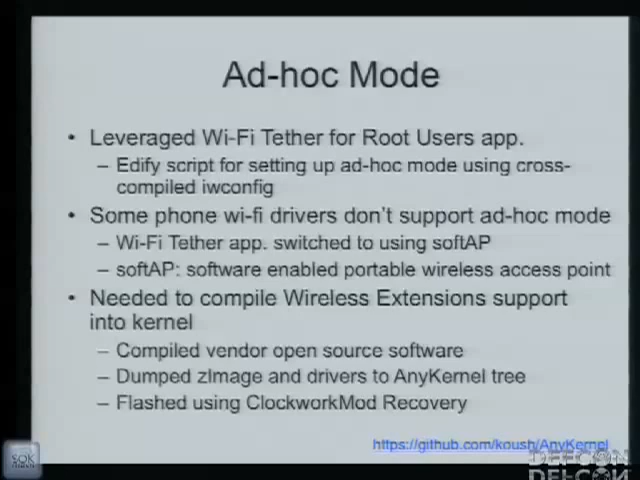 Ad-hoc Mode
• Leveraged Wi-Fi Tether for Root Users app.
– Edify script for setting up ad-hoc mode using cross-
compiled iwconfig
• Some phone wi-fi drivers don't support ad-hoc mode
– Wi-Fi Tether app. switched to using softAP
– softAP: software enabled portable wireless access point
• Needed to compile Wireless Extensions support
into kernel
– Compiled vendor open source software
– Dumped zImage and drivers to AnyKernel tree
– Flashed using ClockworkMod Recovery
https://github.com/koush/AnyKernel
DEFCON
DEFCON
SOK